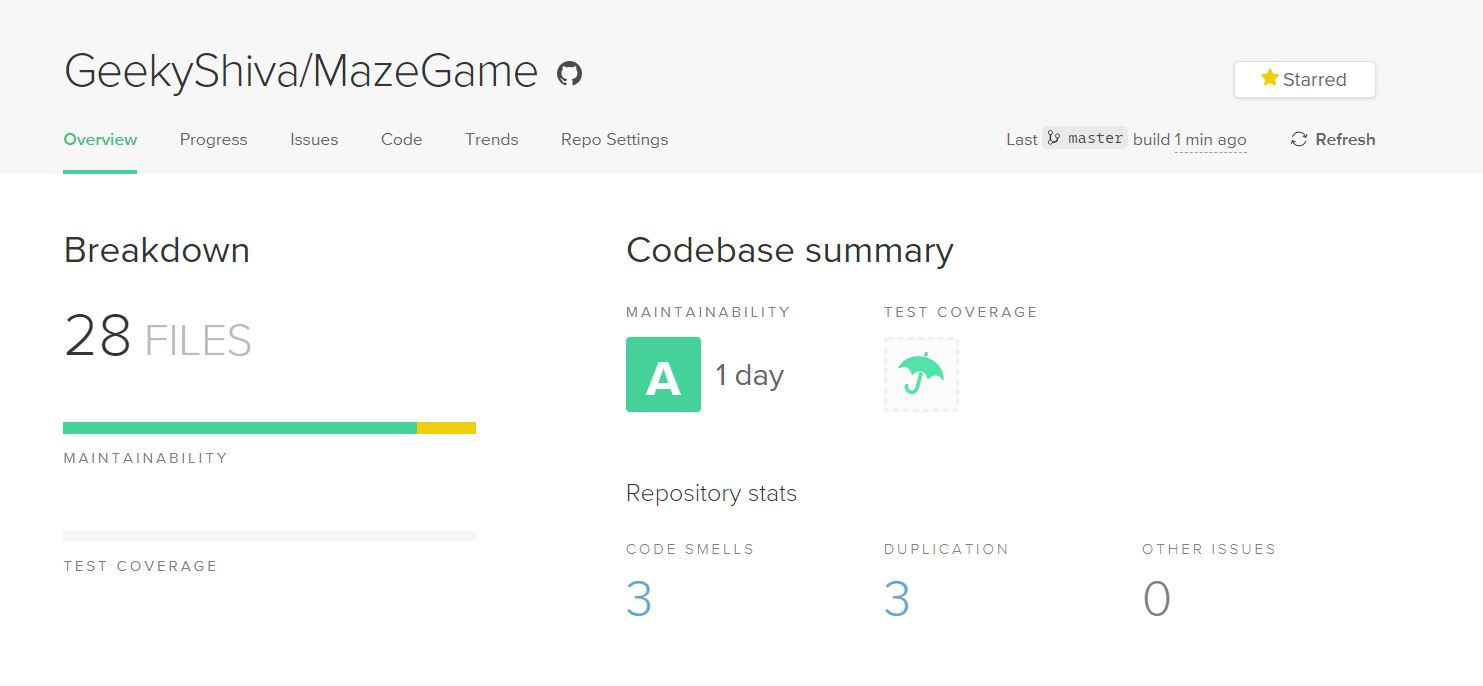 GeekyShiva/MazeGame
Starred
Overview Progress Issues Code Trends Repo Settings Last master build 1 min ago Refresh
Breakdown
28 FILES
MAINTAINABILITY
TEST COVERAGE
Codebase summary
MAINTAINABILITY TEST COVERAGE
A 1 day
Repository stats
CODE SMELLS DUPLICATION OTHER ISSUES
3 3 0